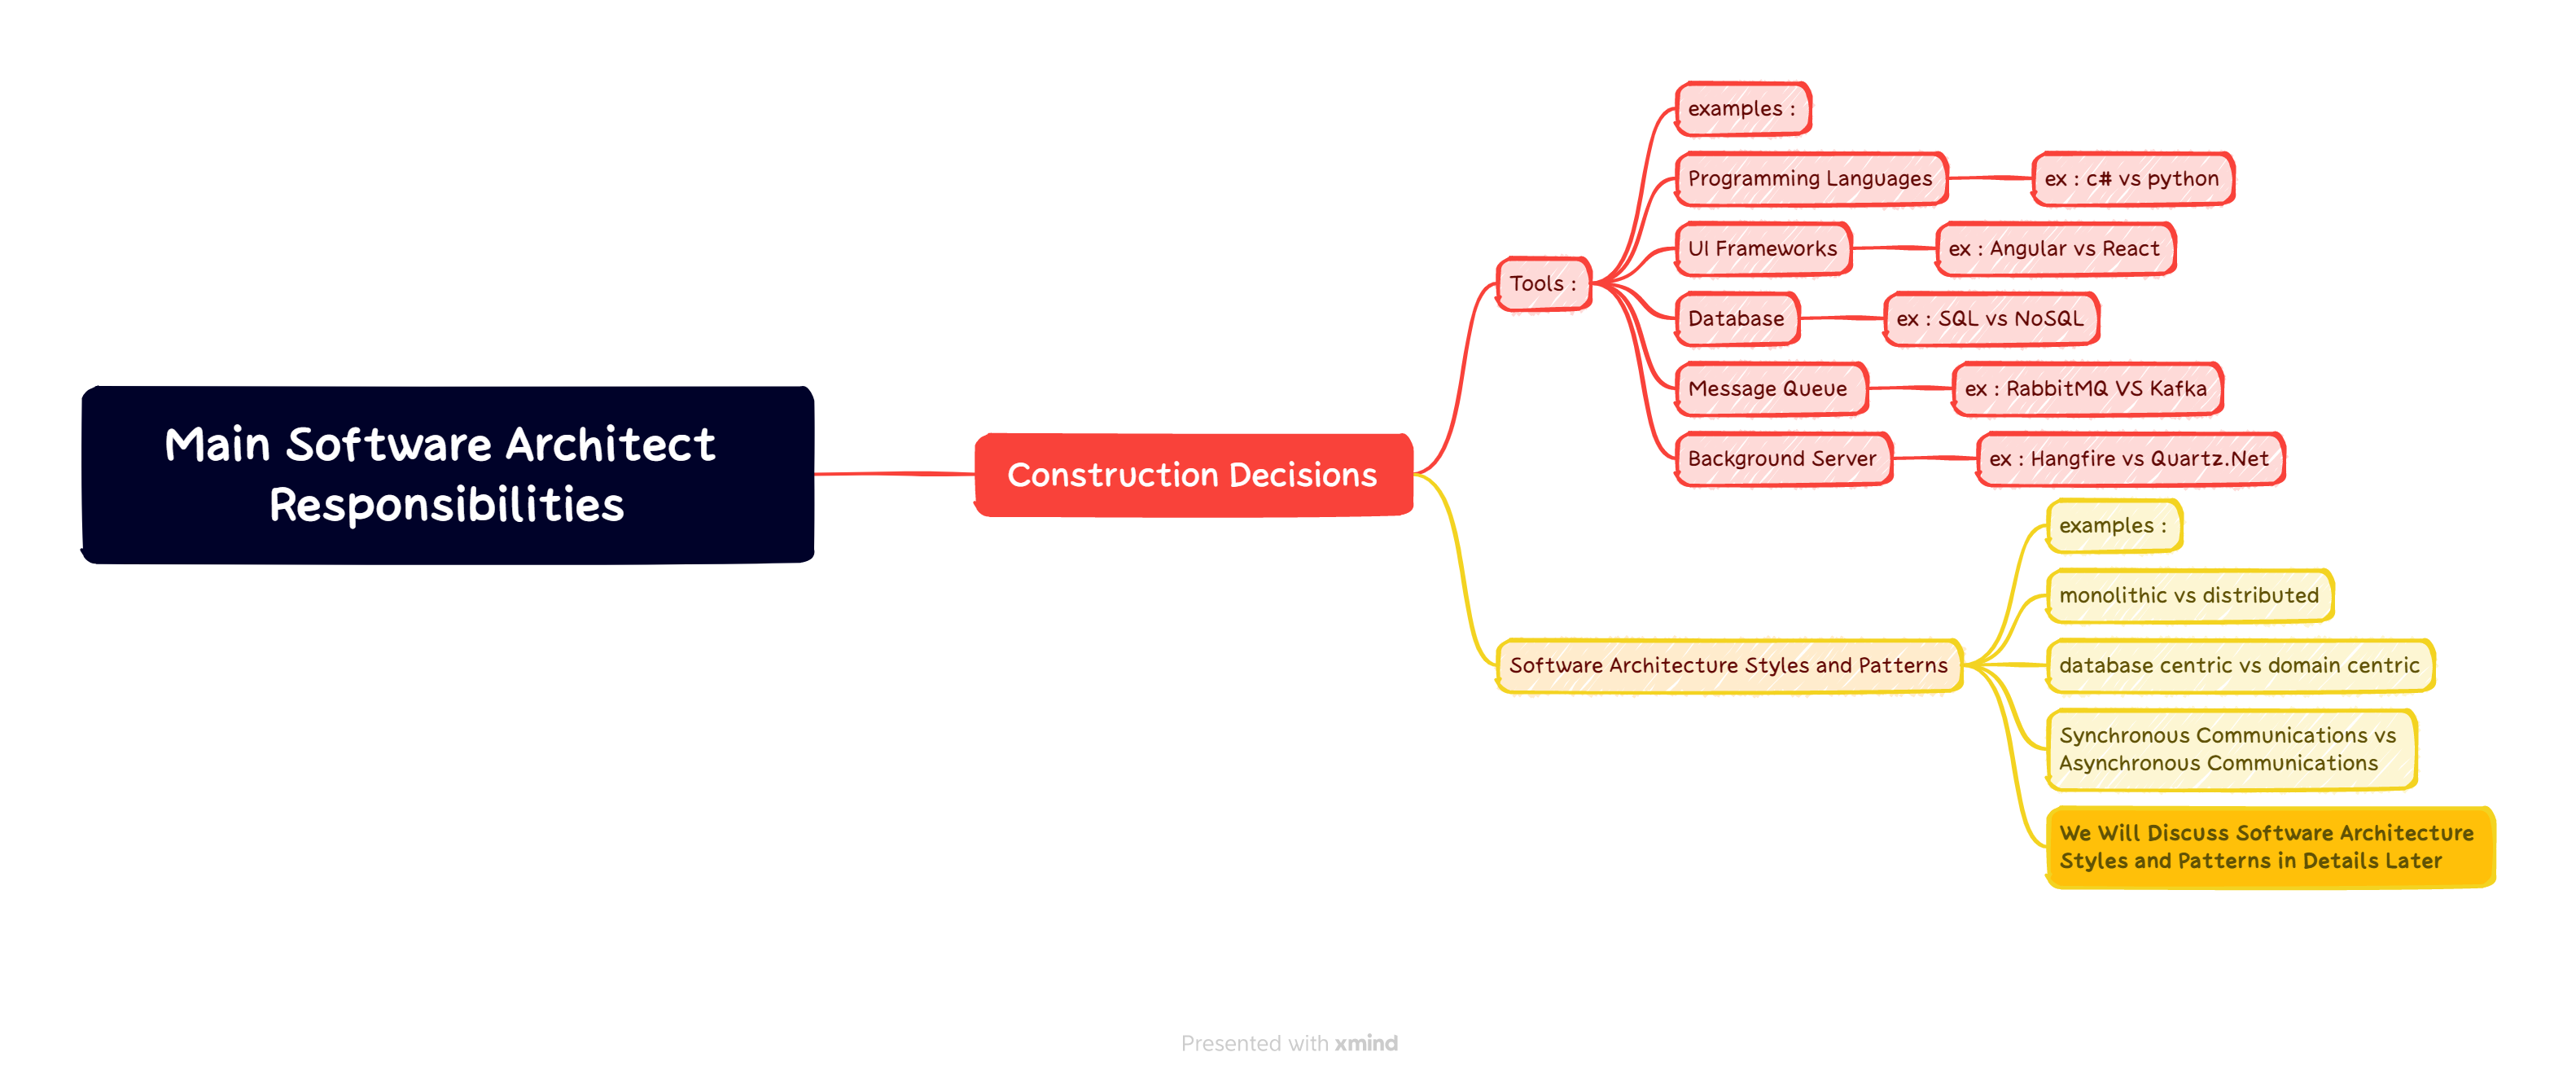 Main Software Architect
Responsibilities
Construction Decisions
Tools :
examples :
Programming Languages
ex : c# vs python
UI Frameworks
ex : Angular vs React
Database
ex : SQL vs NoSQL
Message Queue
ex : RabbitMQ VS Kafka
Background Server
ex : Hangfire vs Quartz.Net
Software Architecture Styles and Patterns
examples :
monolithic vs distributed
database centric vs domain centric
Synchronous Communications vs
Asynchronous Communications
We Will Discuss Software Architecture
Styles and Patterns in Details Later
Presented with xmind